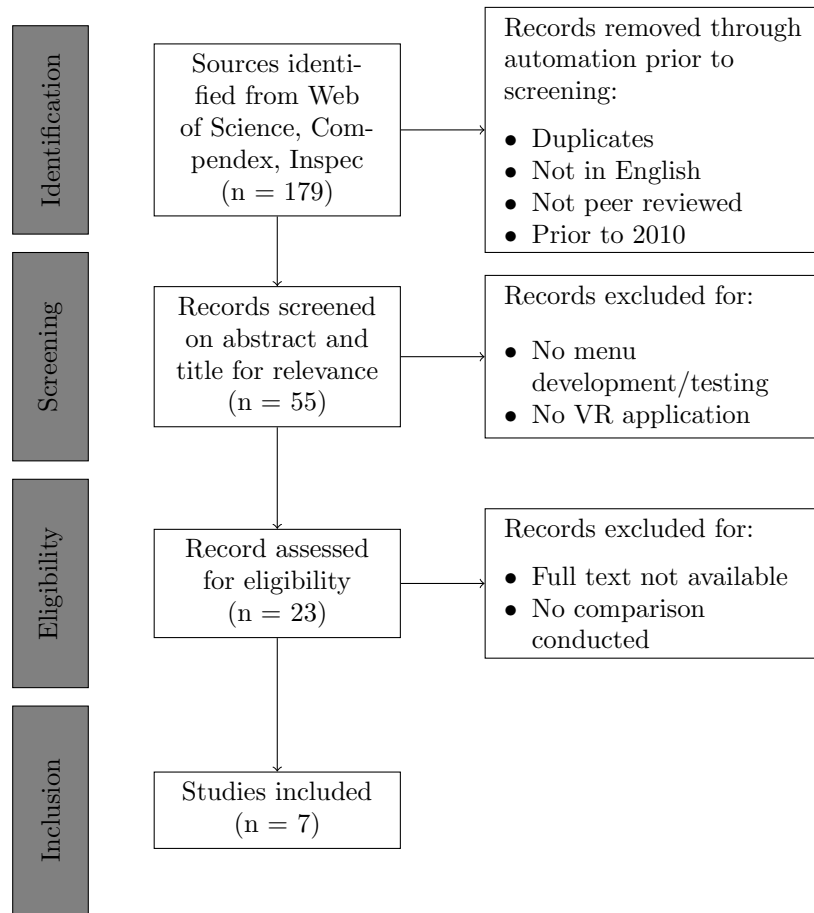 Identification
Sources identi-
fied from Web
of Science, Com-
pendex, Inspec
(n = 179)
Records removed through
automation prior to
screening:
• Duplicates
• Not in English
• Not peer reviewed
• Prior to 2010
Screening
Records screened
on abstract and
title for relevance
(n = 55)
Records excluded for:
• No menu
development/testing
• No VR application
Eligibility
Record assessed
for eligibility
(n = 23)
Records excluded for:
• Full text not available
• No comparison
conducted
Inclusion
Studies included
(n = 7)